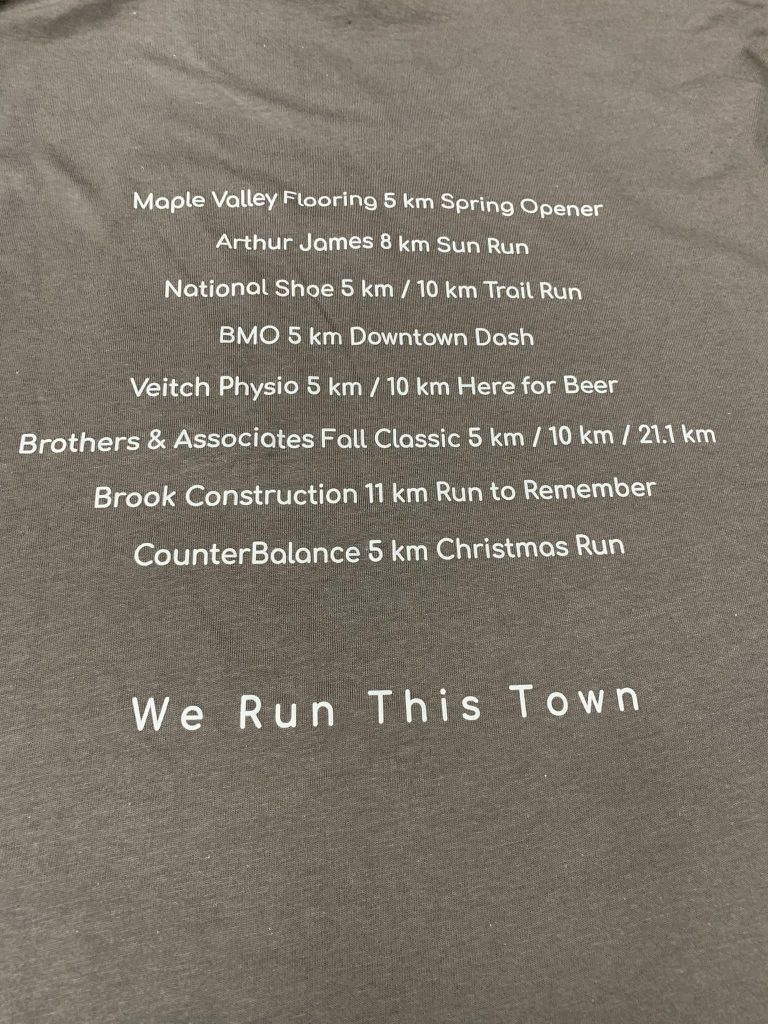 Maple Valley Flooring 5 km Spring Opener
Arthur James 8 km Sun Run
National Shoe 5 km / 10 km Trail Run
BMO 5 km Downtown Dash
Veitch Physio 5 km / 10 km Here for Beer
Brothers & Associates Fall Classic 5 km / 10 km / 21.1 km
Brook Construction 11 km Run to Remember
CounterBalance 5 km Christmas Run
We Run This Town